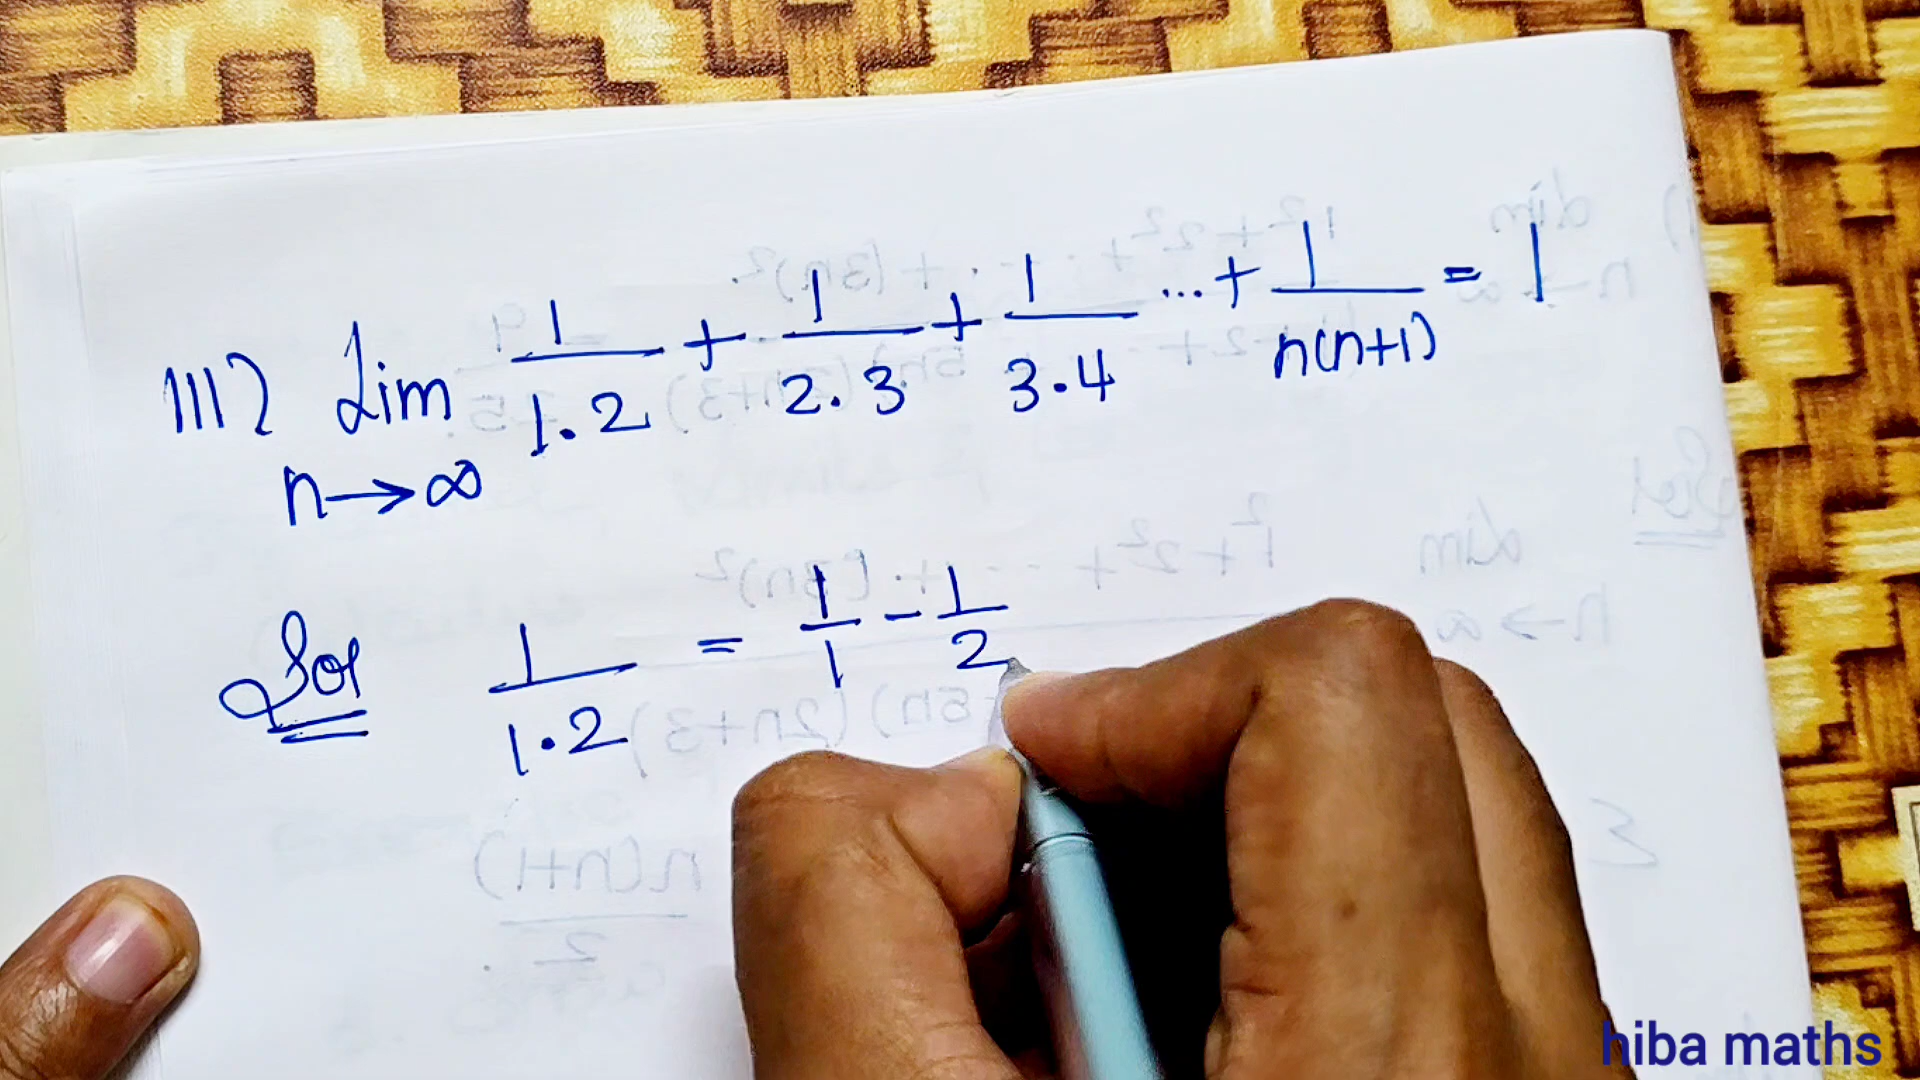 III) Lim 1/1.2 + 1/2.3 + 1/3.4 ...+ 1/n(n+1) = 1
n→∞
Sol 1/1.2 = 1/1 - 1/2
hiba maths